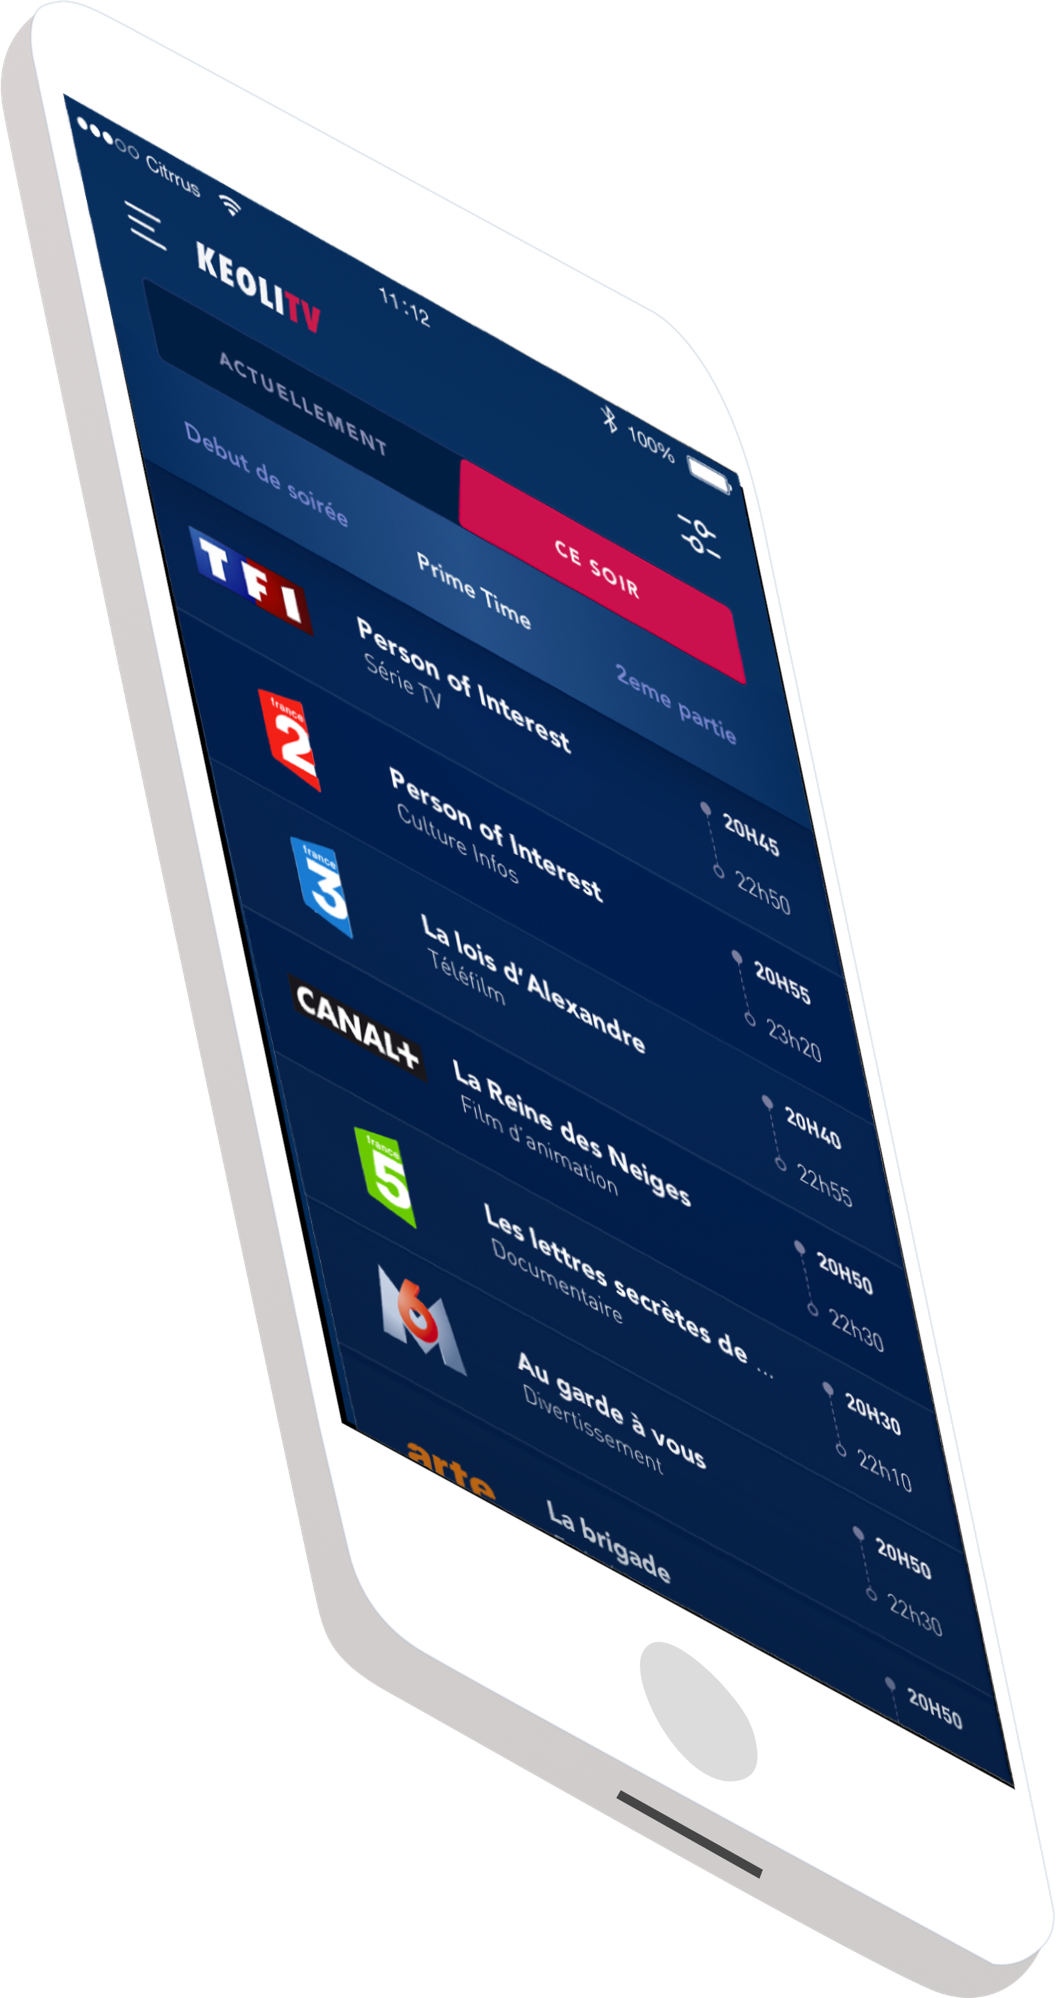 Citrrus 11:12 100%
KEOLITV
ACTUELLEMENT CE SOIR
Debut de soirée Prime Time 2eme partie
TF1
Person of Interest
Série TV
20H45
22h50
france 2
Person of Interest
Culture Infos
20H55
23h20
france 3
La lois d'Alexandre
Téléfilm
20H40
22h55
CANAL+
La Reine des Neiges
Film d'animation
20H50
22h30
france 5
Les lettres secrètes de ...
Documentaire
20H30
22h10
M6
Au garde à vous
Divertissement
20H50
22h30
arte
La brigade
20H50